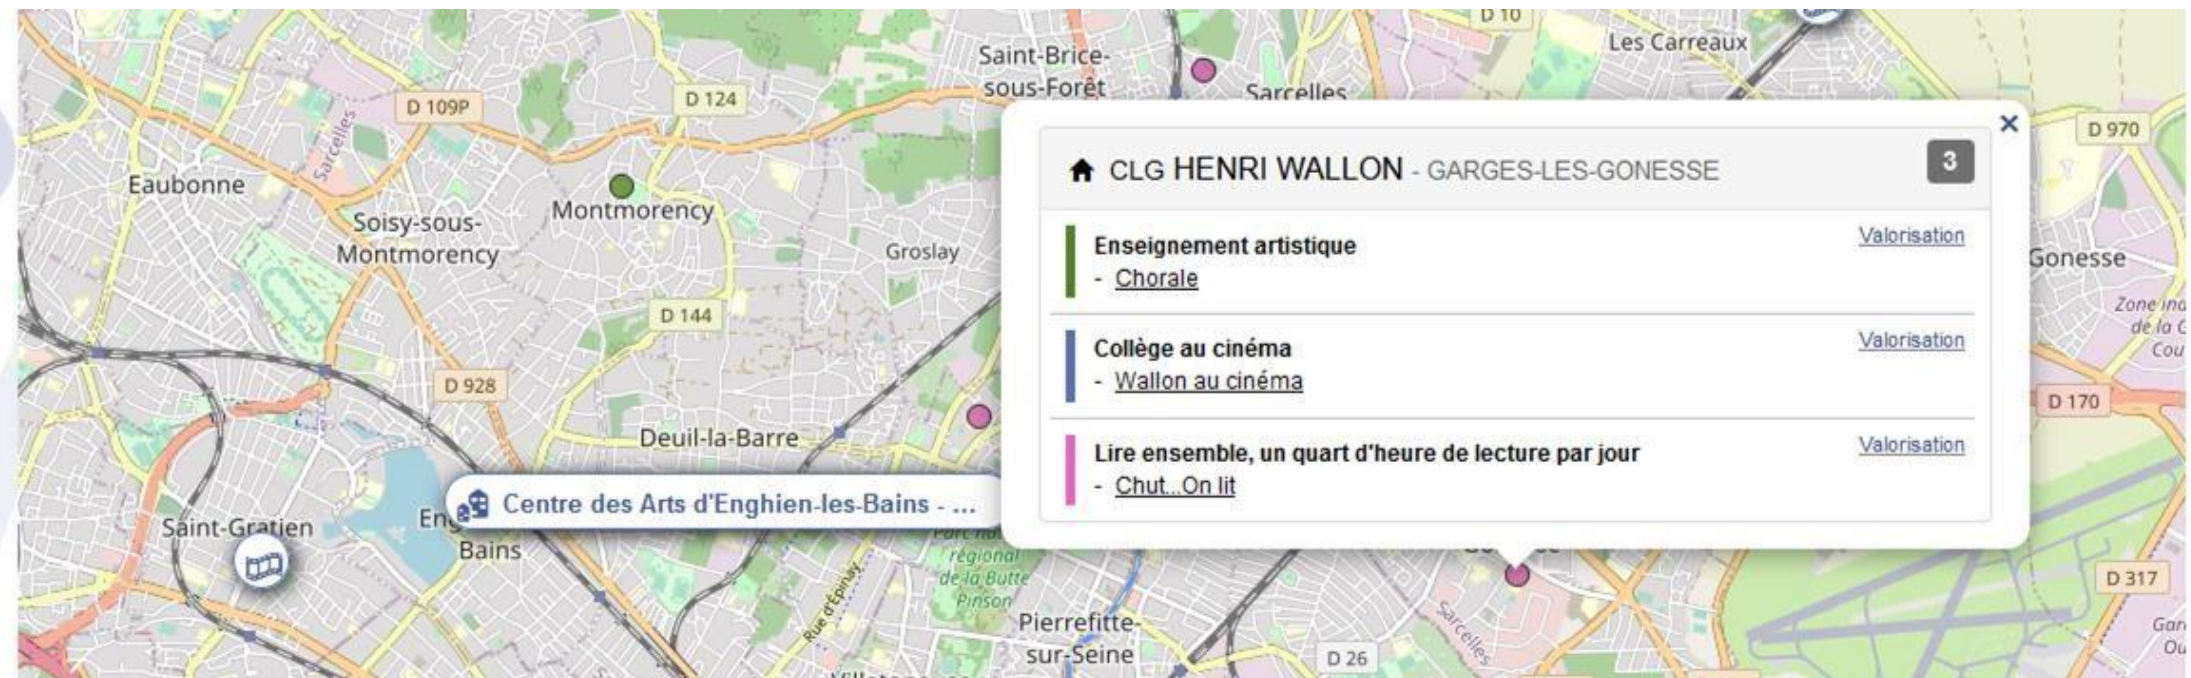 D 10
Les Carreaux
Saint-Brice-
sous-Forêt
Sarcelles
D 109P
D 124
D 970
Sarcelles
Eaubonne
Montmorency
Soisy-sous-
Montmorency
Groslay
CLG HENRI WALLON - GARGES-LES-GONESSE
3
Enseignement artistique
Valorisation
- Chorale
Collège au cinéma
Valorisation
- Wallon au cinéma
Lire ensemble, un quart d'heure de lecture par jour
Valorisation
- Chut...On lit
Gonesse
Zone
de la
Cou
D 144
D 928
D 170
Deuil-la-Barre
Centre des Arts d'Enghien-les-Bains - ...
Saint-Gratien
Bains
régional
de la Butte
Pinson
Rue d'Épinay
Pierrefitte-
sur-Seine
Sarcelles
D 26
D 317